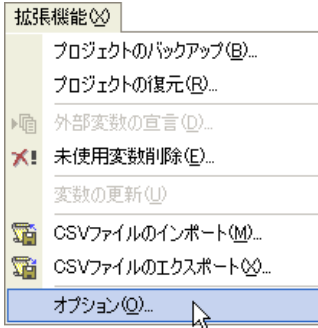 拡張機能(X)
プロジェクトのバックアップ(B)...
プロジェクトの復元(R)...
外部変数の宣言(D)...
未使用変数削除(E)...
変数の更新(U)
CSVファイルのインポート(M)...
CSVファイルのエクスポート(X)...
オプション(O)...